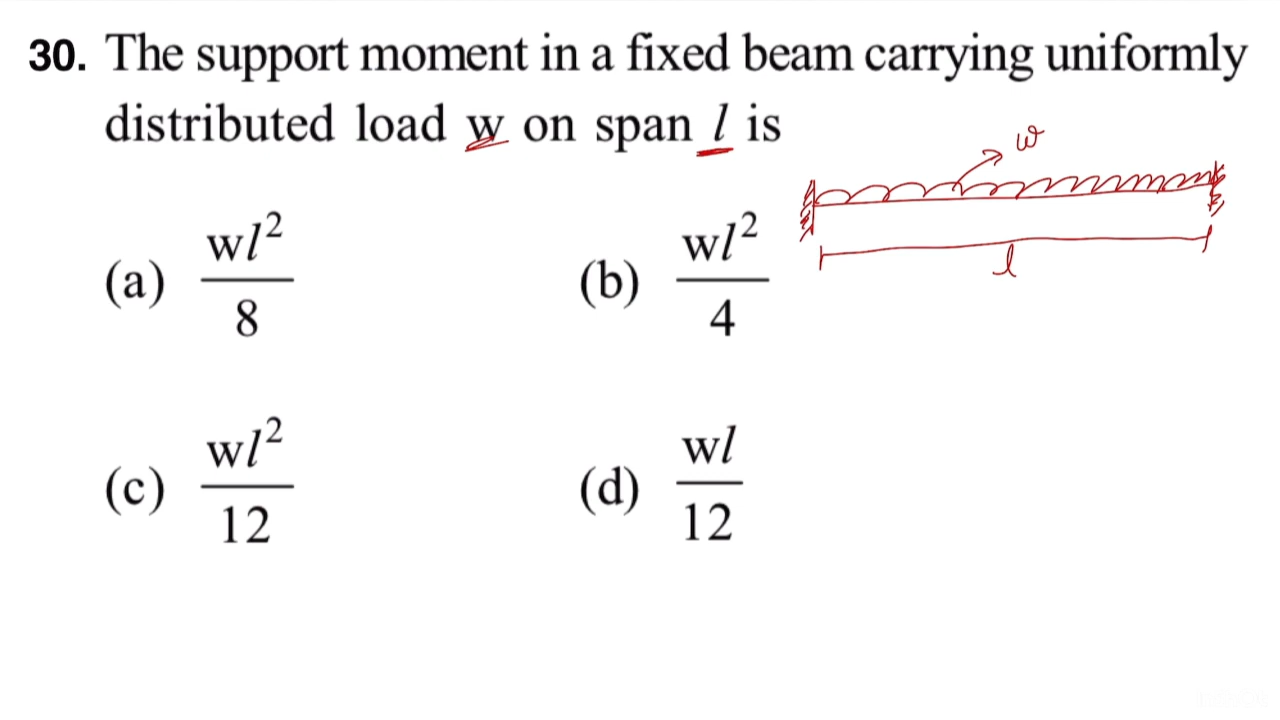 30. The support moment in a fixed beam carrying uniformly
distributed load w on span l is
w
l
(a) wl²/8 (b) wl²/4
(c) wl²/12 (d) wl/12